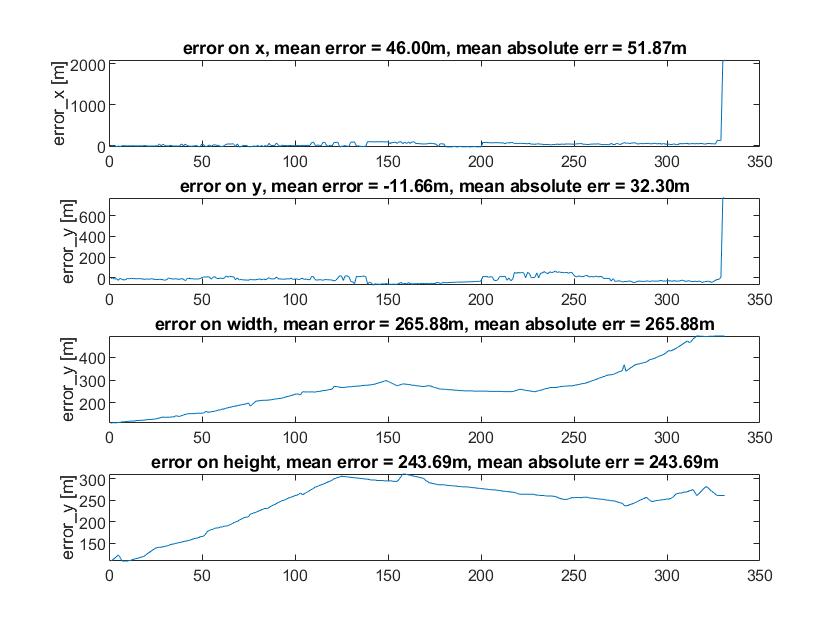 error on x, mean error = 46.00m, mean absolute err = 51.87m
error_x [m]
2000
1000
0
0 50 100 150 200 250 300 350
error on y, mean error = -11.66m, mean absolute err = 32.30m
error_y [m]
600
400
200
0
0 50 100 150 200 250 300 350
error on width, mean error = 265.88m, mean absolute err = 265.88m
error_y [m]
400
300
200
0 50 100 150 200 250 300 350
error on height, mean error = 243.69m, mean absolute err = 243.69m
error_y [m]
300
250
200
150
0 50 100 150 200 250 300 350